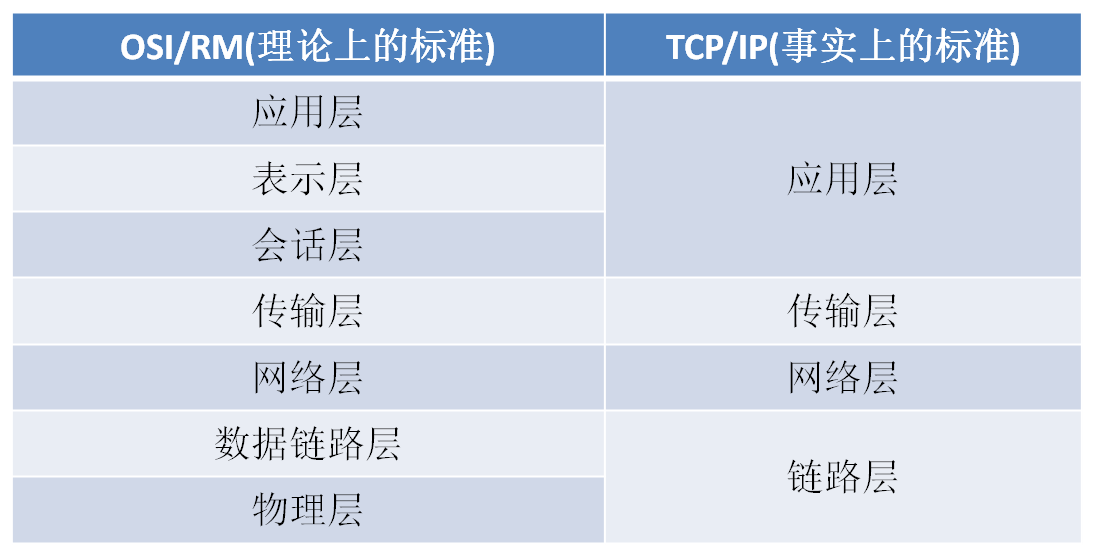 OSI/RM(理论上的标准) TCP/IP(事实上的标准)
应用层
表示层
应用层
会话层
传输层 传输层
网络层 网络层
数据链路层
链路层
物理层